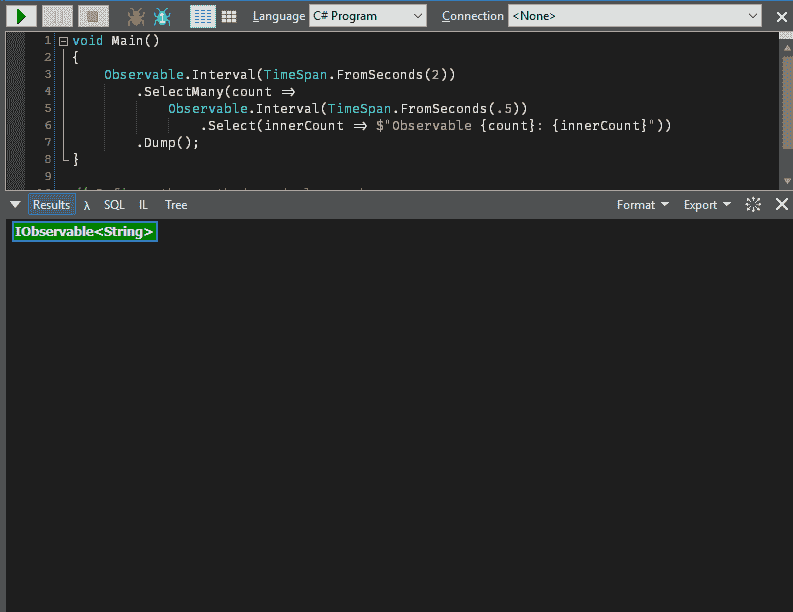 Language C# Program Connection <None>
1 void Main()
2 {
3 Observable.Interval(TimeSpan.FromSeconds(2))
4 .SelectMany(count =>
5 Observable.Interval(TimeSpan.FromSeconds(.5))
6 .Select(innerCount => $"Observable {count}: {innerCount}"))
7 .Dump();
8 }
9
Results λ SQL IL Tree Format Export
IObservable<String>